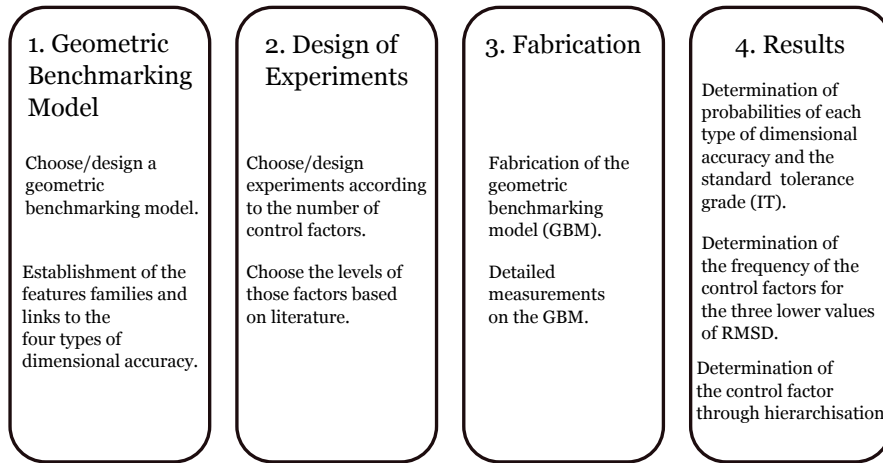 1. Geometric
Benchmarking
Model
Choose/design a
geometric
benchmarking model.
Establishment of the
features families and
links to the
four types of
dimensional accuracy.
2. Design of
Experiments
Choose/design
experiments according
to the number of
control factors.
Choose the levels of
those factors based
on literature.
3. Fabrication
Fabrication of the
geometric
benchmarking
model (GBM).
Detailed
measurements
on the GBM.
4. Results
Determination of
probabilities of each
type of dimensional
accuracy and the
standard tolerance
grade (IT).
Determination of
the frequency of the
control factors for
the three lower values
of RMSD.
Determination of
the control factor
through hierarchisation